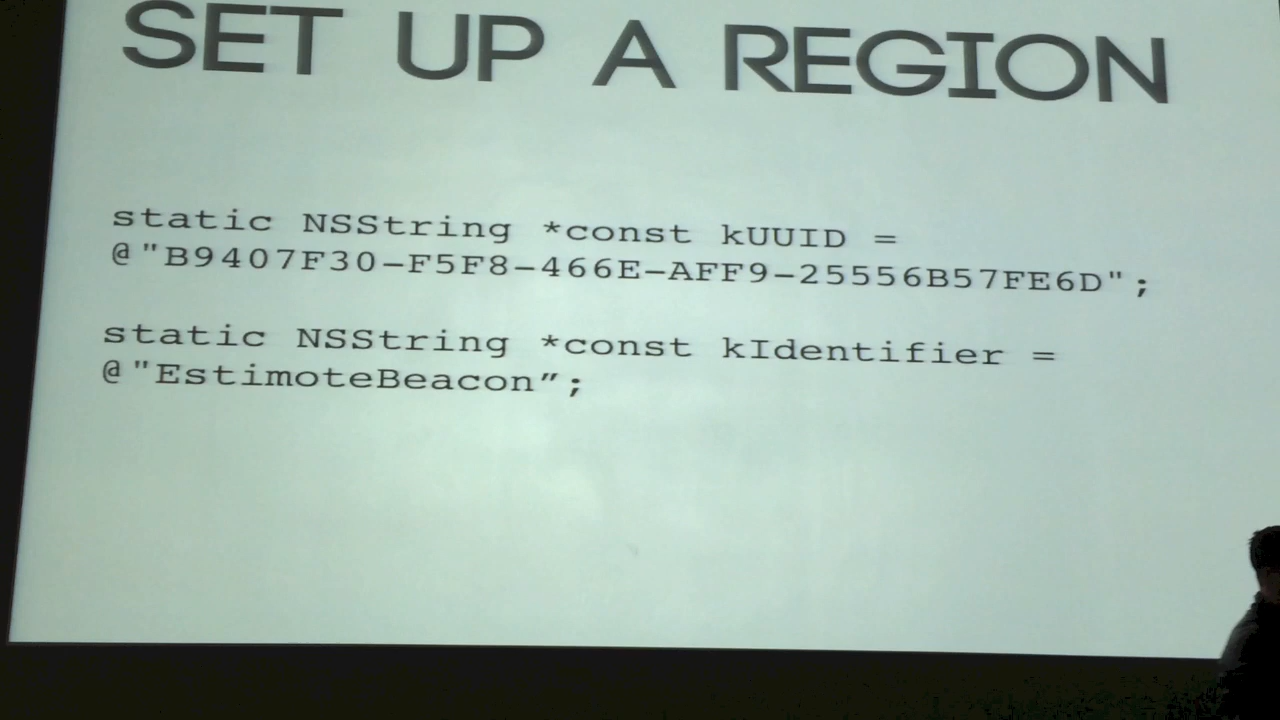 SET UP A REGION
static NSString *const kUUID =
@"B9407F30-F5F8-466E-AFF9-25556B57FE6D";
static NSString *const kIdentifier =
@"EstimoteBeacon”;